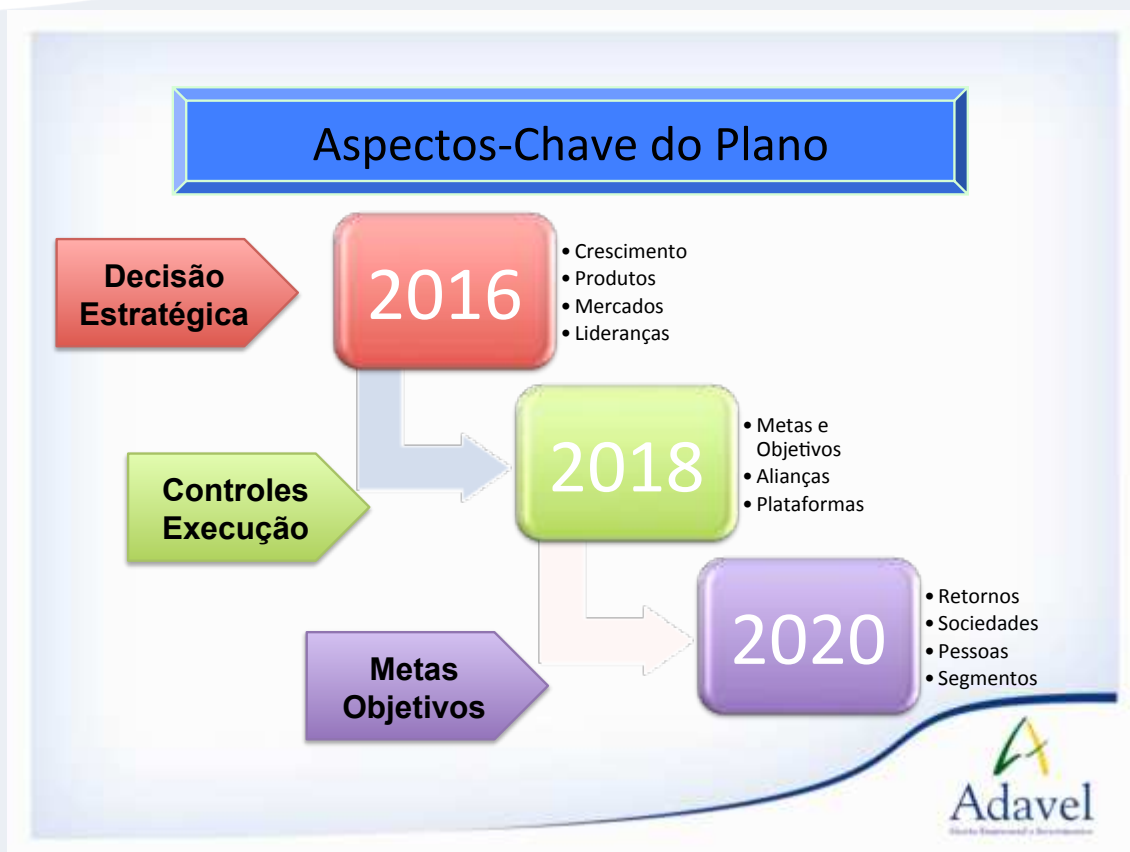 Aspectos-Chave do Plano
Decisão
Estratégica
2016
• Crescimento
• Produtos
• Mercados
• Lideranças
Controles
Execução
2018
• Metas e
Objetivos
• Alianças
• Plataformas
Metas
Objetivos
2020
• Retornos
• Sociedades
• Pessoas
• Segmentos
Adavel